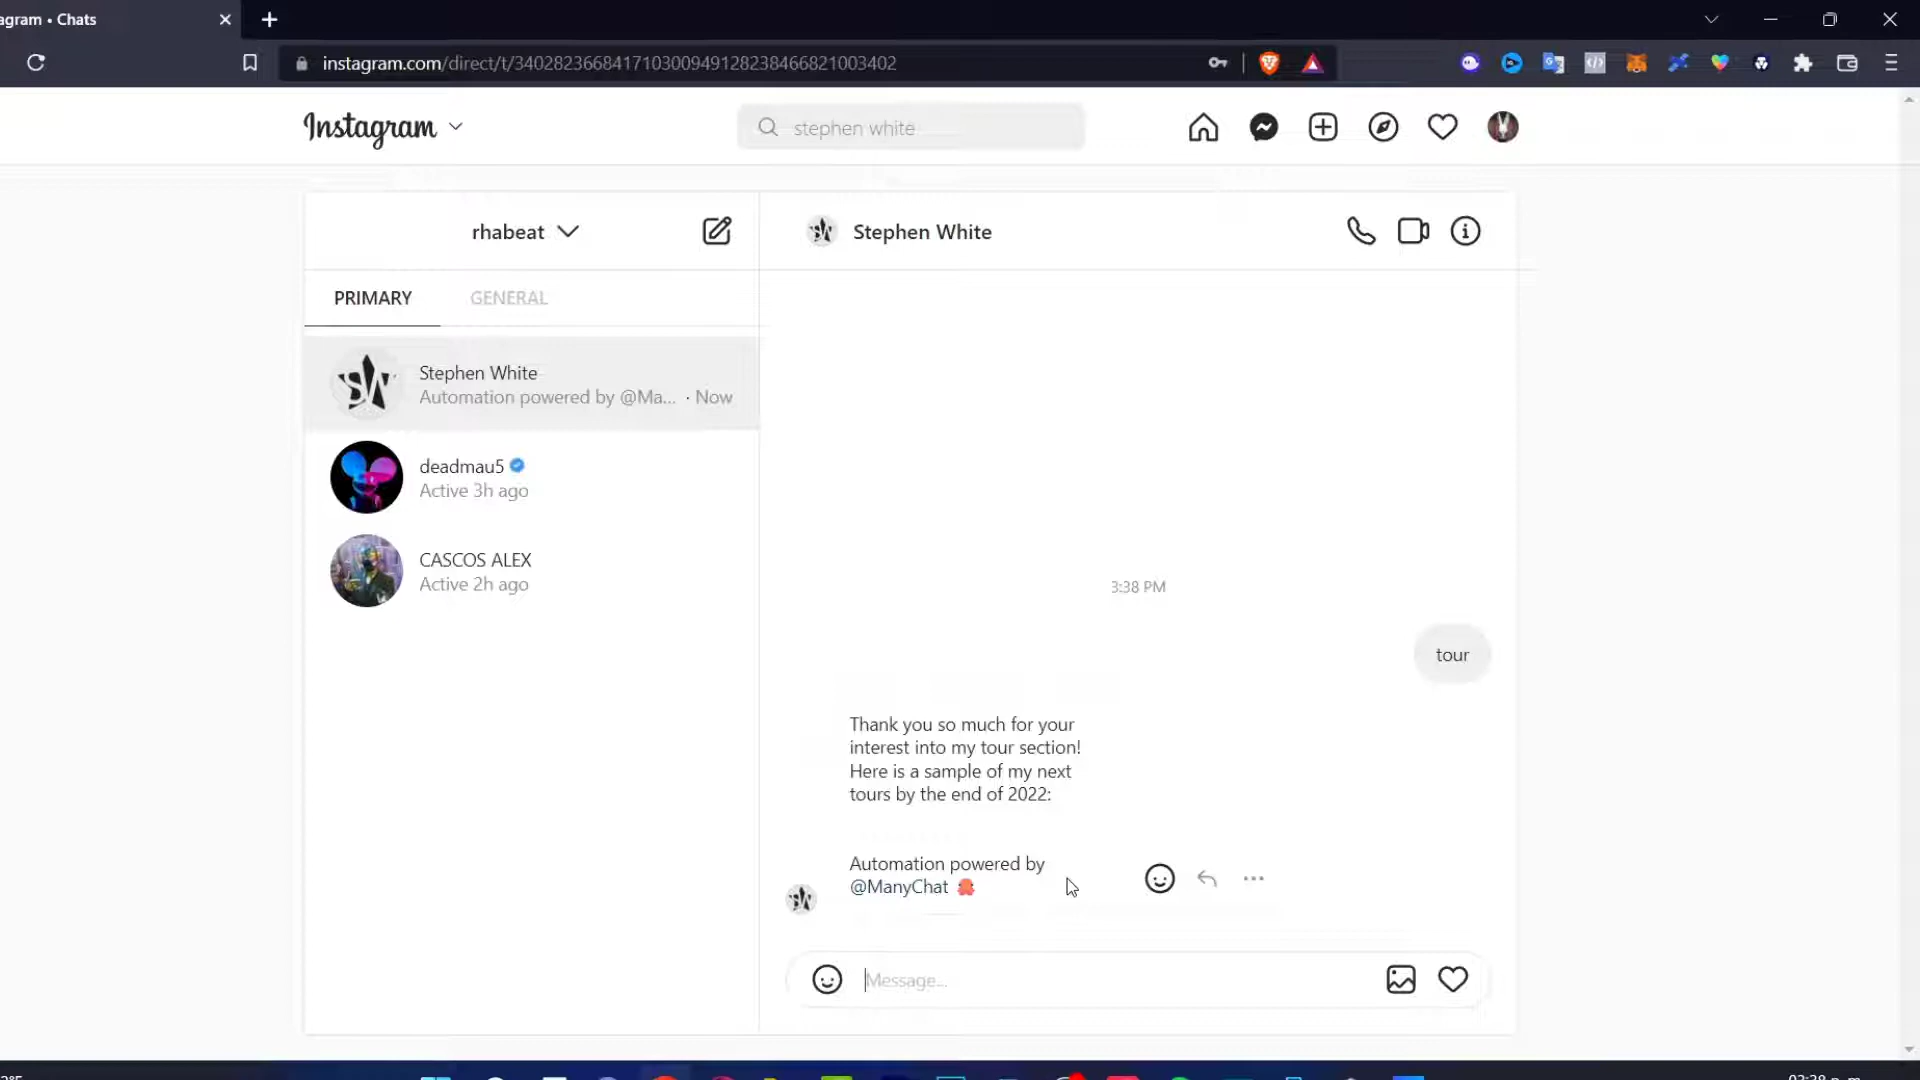 agram • Chats
instagram.com/direct/t/340282366841710300949128238466821003402
Instagram
stephen white
rhabeat
Stephen White
PRIMARY
GENERAL
Stephen White
Automation powered by @Ma... · Now
deadmau5
Active 3h ago
CASCOS ALEX
Active 2h ago
3:38 PM
tour
Thank you so much for your
interest into my tour section!
Here is a sample of my next
tours by the end of 2022:
Automation powered by
@ManyChat
Message...